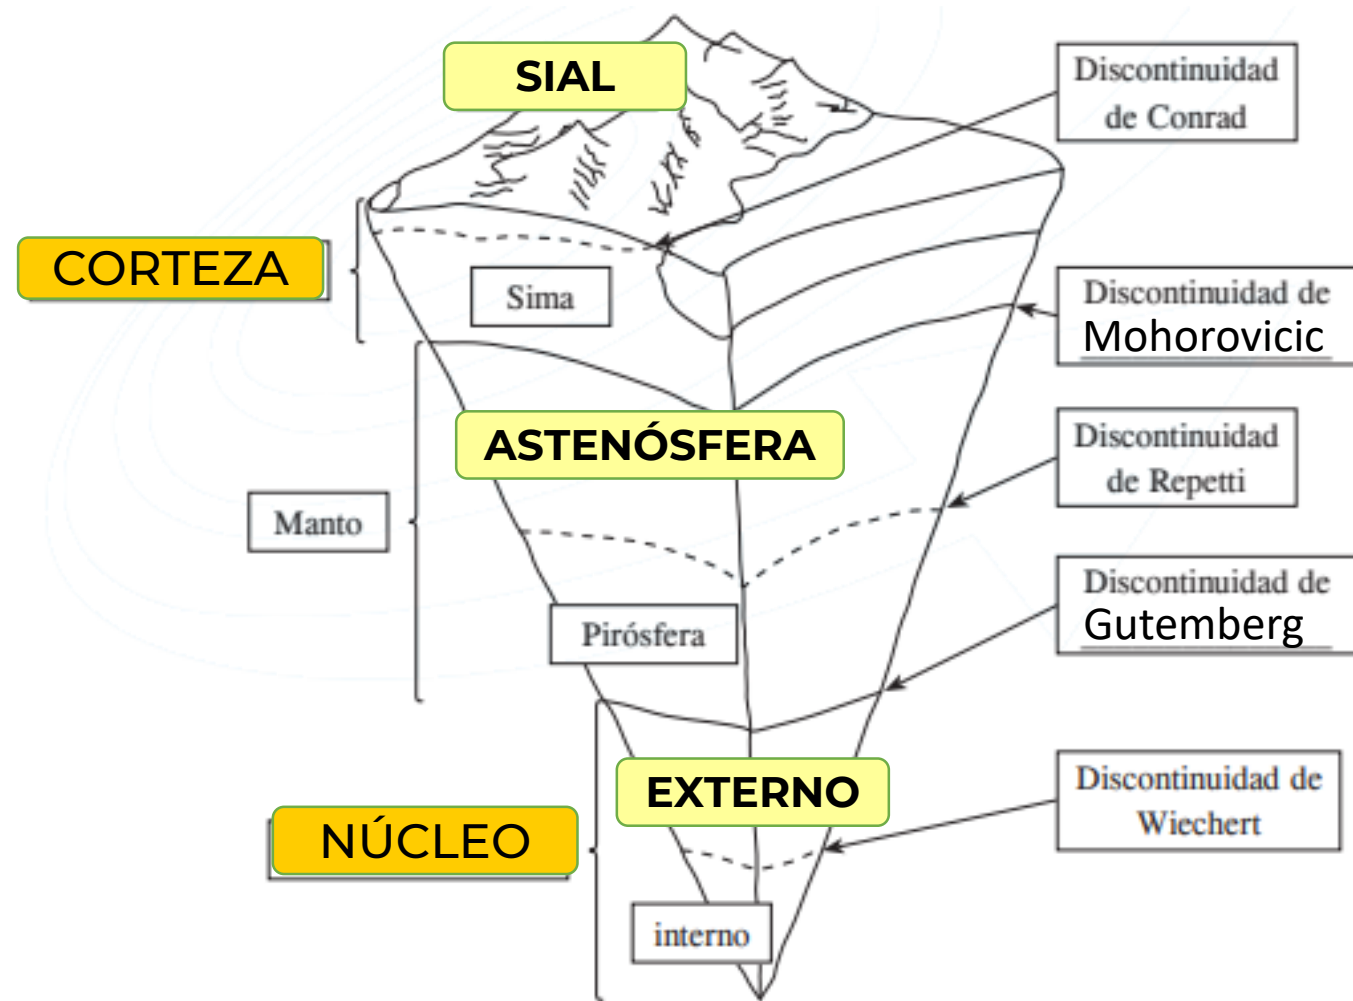 SIAL
Discontinuidad
de Conrad
CORTEZA
Sima
Discontinuidad de
Mohorovicic
ASTENÓSFERA
Discontinuidad
de Repetti
Manto
Discontinuidad de
Gutemberg
Pirósfera
EXTERNO
Discontinuidad de
Wiechert
NÚCLEO
interno